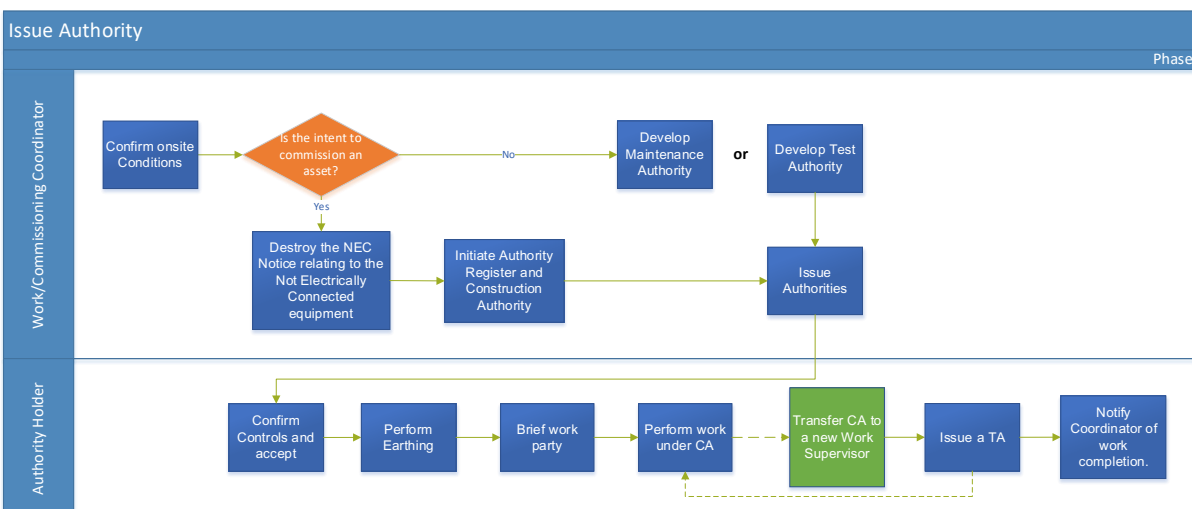 Issue Authority
Phase
Work/Commissioning Coordinator
Confirm onsite
Conditions
Is the intent to
commission an
asset?
No
Develop
Maintenance
Authority
or
Develop Test
Authority
Yes
Destroy the NEC
Notice relating to the
Not Electrically
Connected
equipment
Initiate Authority
Register and
Construction
Authority
Issue
Authorities
Authority Holder
Confirm
Controls and
accept
Perform
Earthing
Brief work
party
Perform work
under CA
Transfer CA to
a new Work
Supervisor
Issue a TA
Notify
Coordinator of
work
completion.